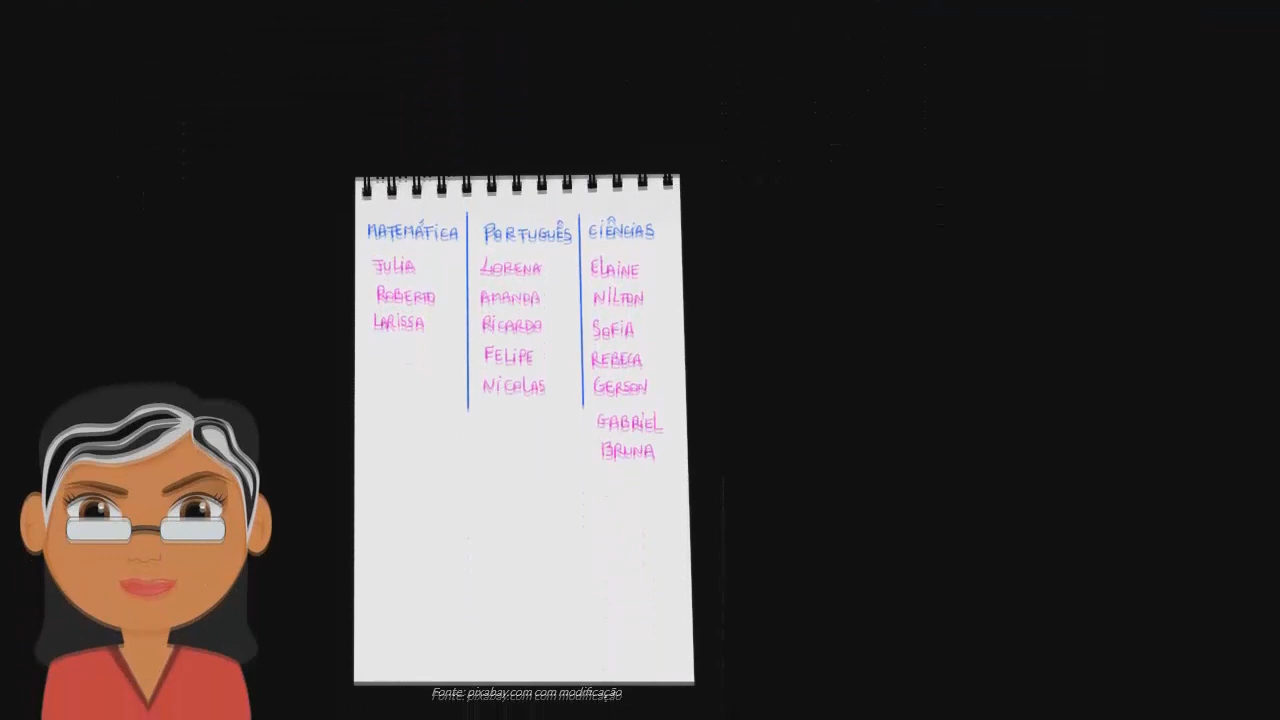 MATEMÁTICA PORTUGUÊS CIÊNCIAS
JULIA LORENA ELAINE
ROBERTO AMANDA NILTON
LARISSA RICARDO SOFIA
FELIPE REBECA
NICOLAS GERSON
GABRIEL
BRUNA
Fonte: pixabay.com com modificação